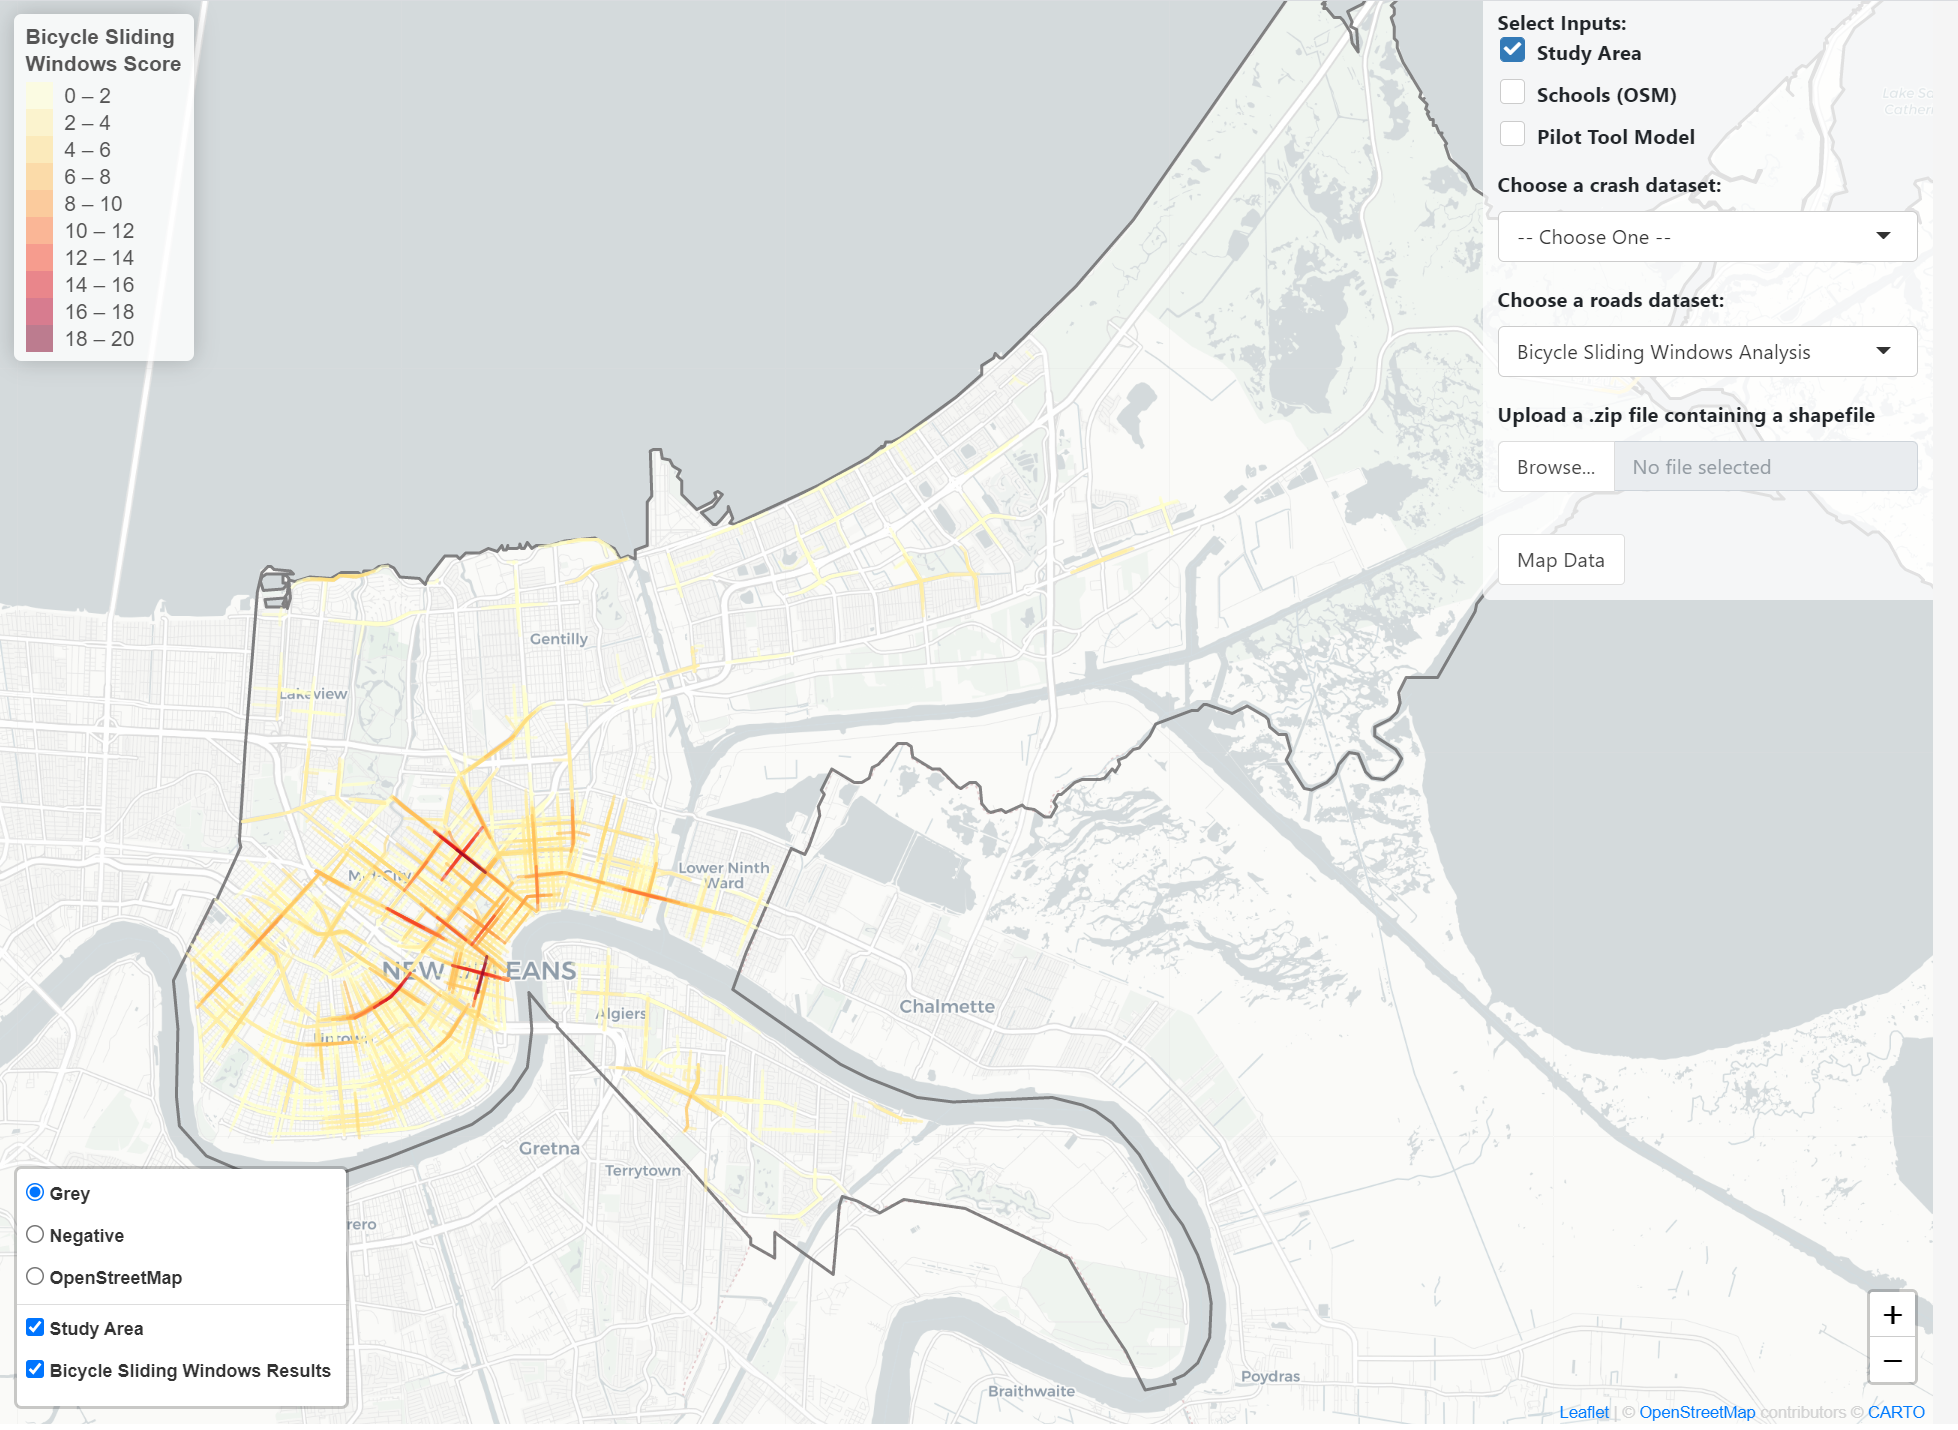 Bicycle Sliding
Windows Score
0 – 2
2 – 4
4 – 6
6 – 8
8 – 10
10 – 12
12 – 14
14 – 16
16 – 18
18 – 20
Select Inputs:
Study Area
Schools (OSM)
Pilot Tool Model
Choose a crash dataset:
-- Choose One --
Choose a roads dataset:
Bicycle Sliding Windows Analysis
Upload a .zip file containing a shapefile
Browse... No file selected
Map Data
Lake
Gentilly
Lakeview
Mid-City
Lower Ninth
Ward
NEW EANS
Algiers
Uptown
Chalmette
Gretna
Terrytown
rero
Braithwaite
Poydras
Grey
Negative
OpenStreetMap
Study Area
Bicycle Sliding Windows Results
+
−
Leaflet | © OpenStreetMap contributors © CARTO